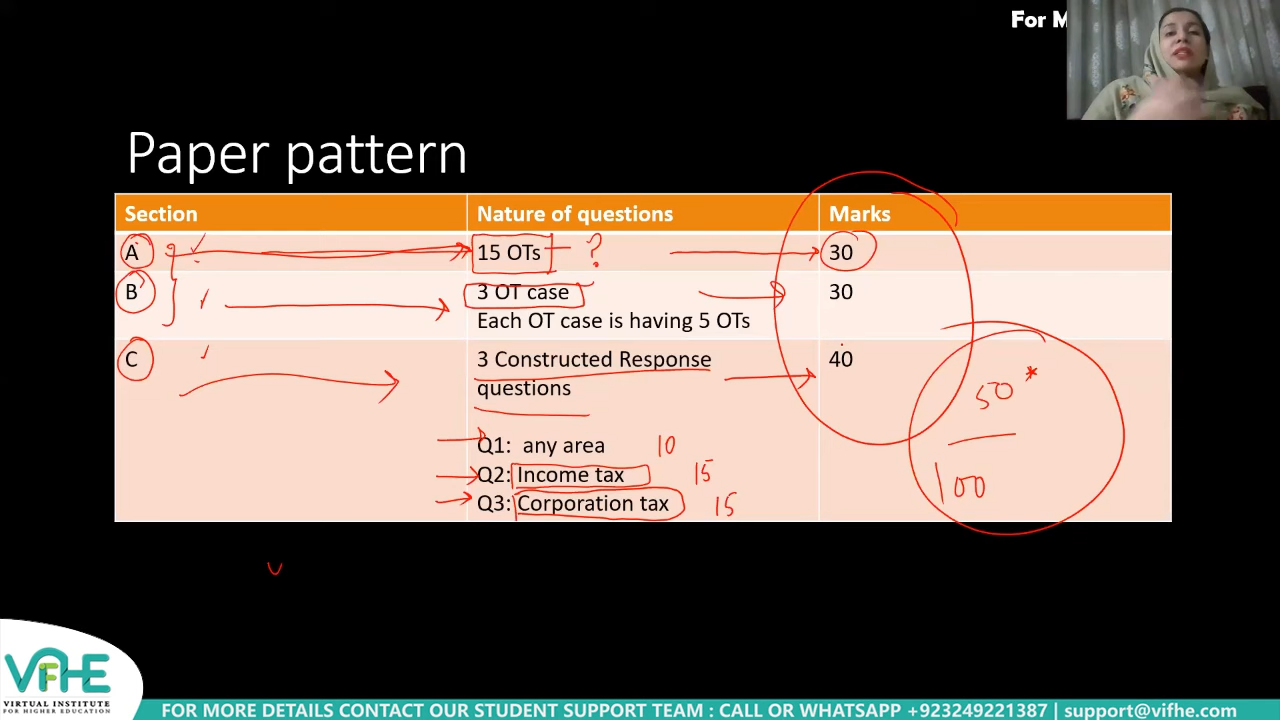 For M
Paper pattern
Section Nature of questions Marks
A 15 OTs ? 30
B 3 OT case 30
Each OT case is having 5 OTs
C 3 Constructed Response 40
questions
50*
100
Q1: any area 10
Q2: Income tax 15
Q3: Corporation tax 15
VFHE
VIRTUAL INSTITUTE
FOR HIGHER EDUCATION
FOR MORE DETAILS CONTACT OUR STUDENT SUPPORT TEAM : CALL OR WHATSAPP +923249221387 | support@vifhe.com